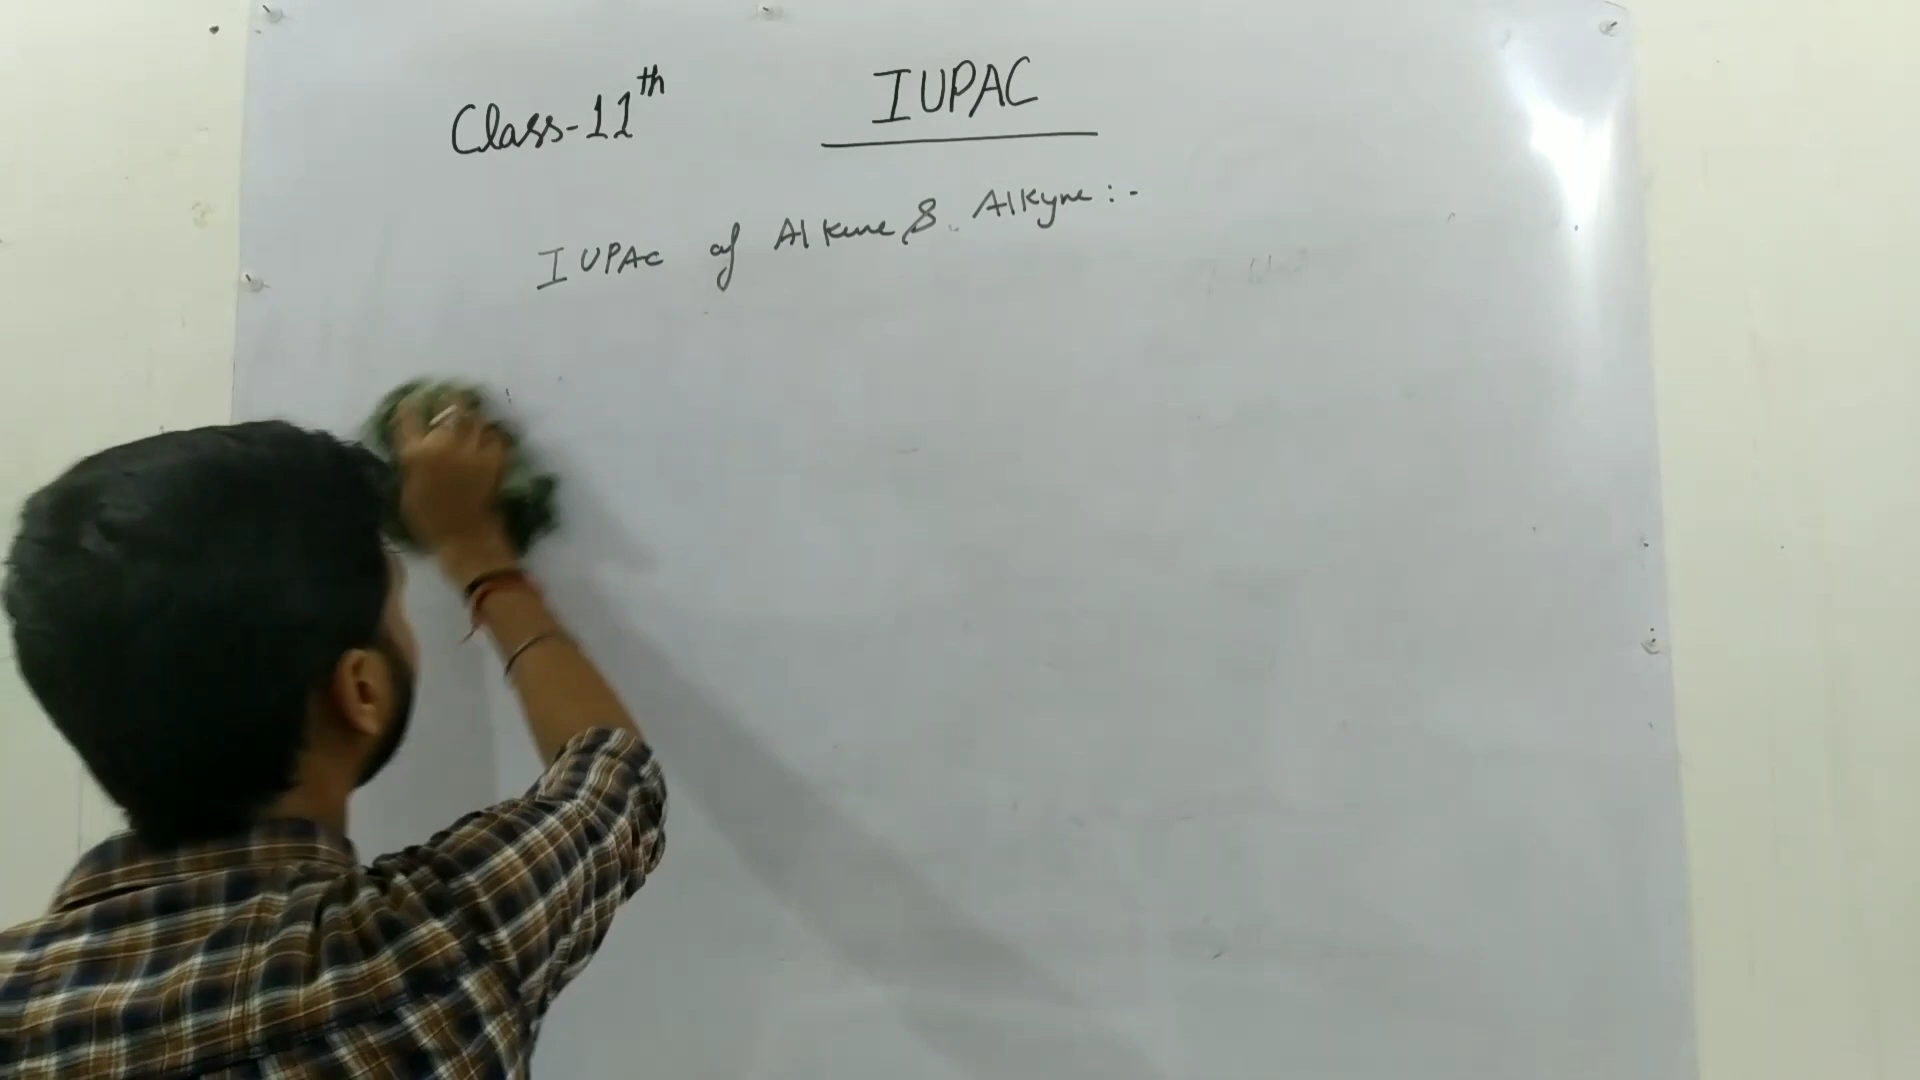 Class-11th IUPAC
IUPAC of Alkene & Alkyne :-